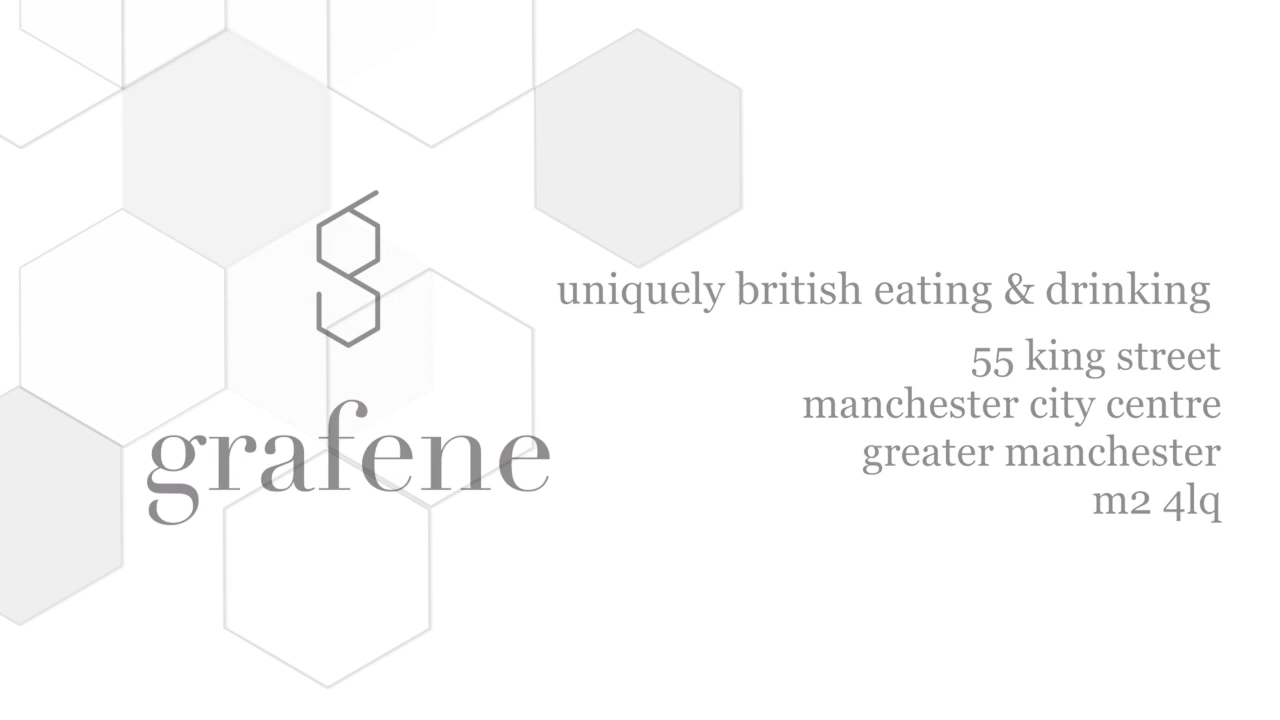 grafene
uniquely british eating & drinking
55 king street
manchester city centre
greater manchester
m2 4lq